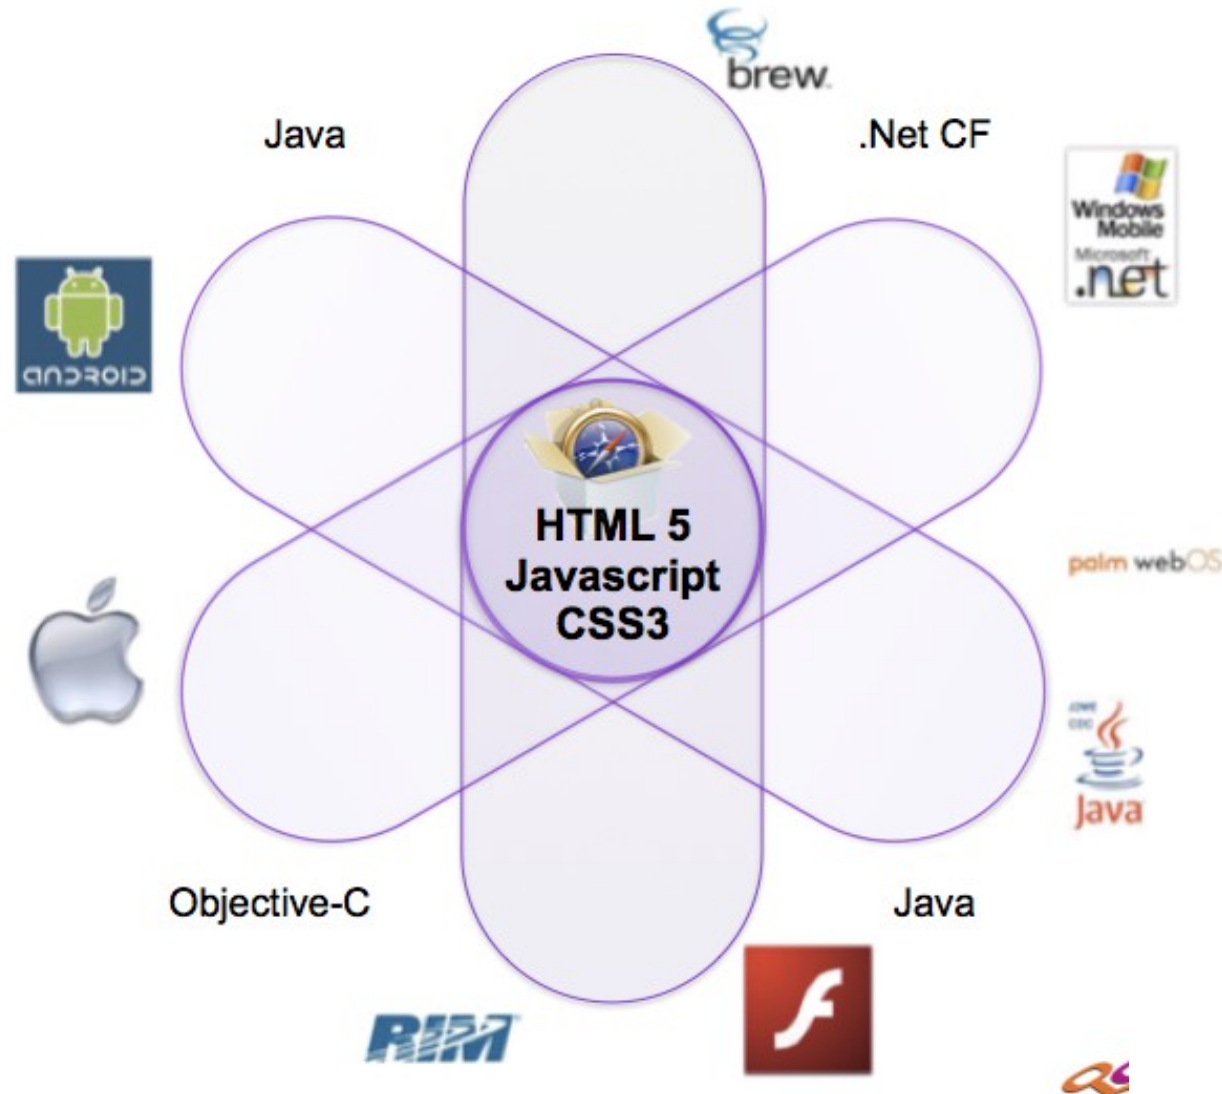 brew
Java
.Net CF
Windows
Mobile
Microsoft
.net
ANDROID
HTML 5
Javascript
CSS3
palm webOS
Java
Objective-C
Java
RIM